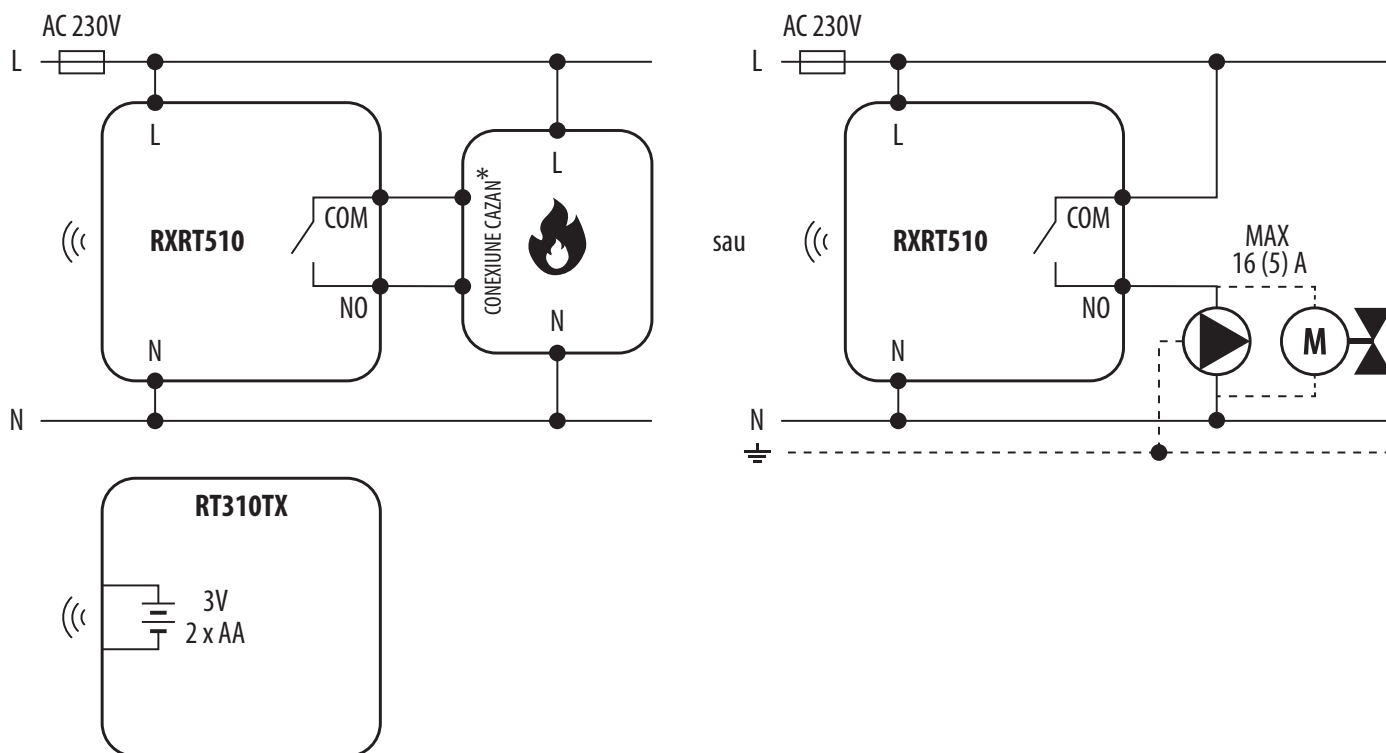 AC 230V
L
L
RXRT510
COM
NO
N
N
L
CONEXIUNE CAZAN*
N
sau
AC 230V
L
L
RXRT510
COM
NO
N
N
MAX
16 (5) A
M
RT310TX
3V
2 x AA